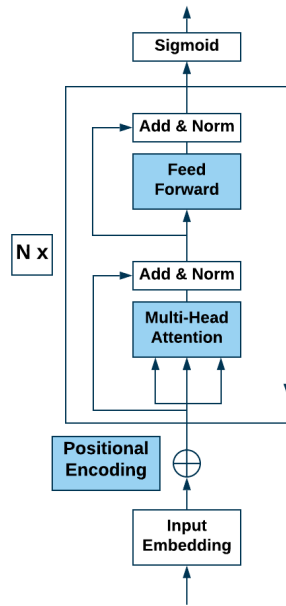 Sigmoid
Add & Norm
Feed
Forward
N x
Add & Norm
Multi-Head
Attention
Positional
Encoding
Input
Embedding